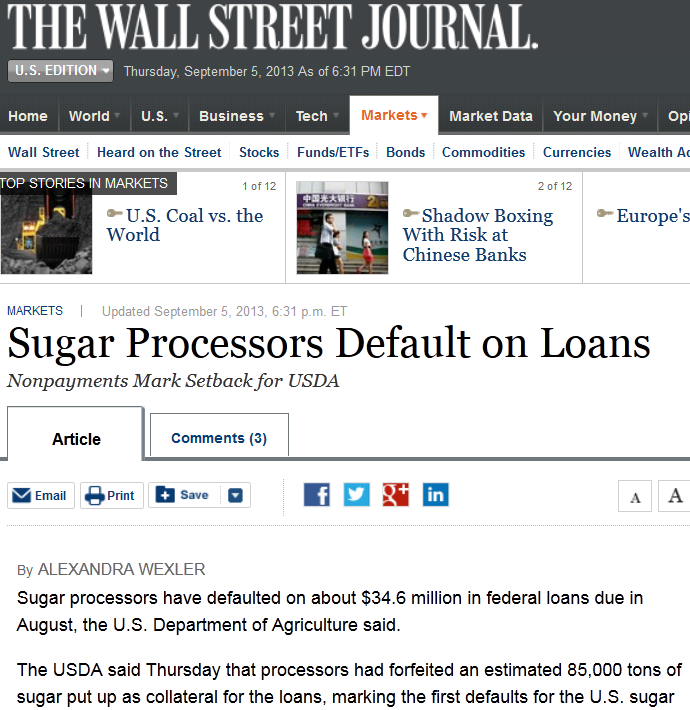 THE WALL STREET JOURNAL.
U.S. EDITION
Thursday, September 5, 2013 As of 6:31 PM EDT
Home World U.S. Business Tech Markets Market Data Your Money Opi
Wall Street Heard on the Street Stocks Funds/ETFs Bonds Commodities Currencies Wealth Ad
TOP STORIES IN MARKETS
1 of 12
U.S. Coal vs. the
World
2 of 12
中国光大银行
CHINA EVERBRIGHT BANK
Shadow Boxing
With Risk at
Chinese Banks
Europe's
MARKETS | Updated September 5, 2013, 6:31 p.m. ET
Sugar Processors Default on Loans
Nonpayments Mark Setback for USDA
Article
Comments (3)
Email Print Save
f g+ in
A A
By ALEXANDRA WEXLER
Sugar processors have defaulted on about $34.6 million in federal loans due in
August, the U.S. Department of Agriculture said.
The USDA said Thursday that processors had forfeited an estimated 85,000 tons of
sugar put up as collateral for the loans, marking the first defaults for the U.S. sugar